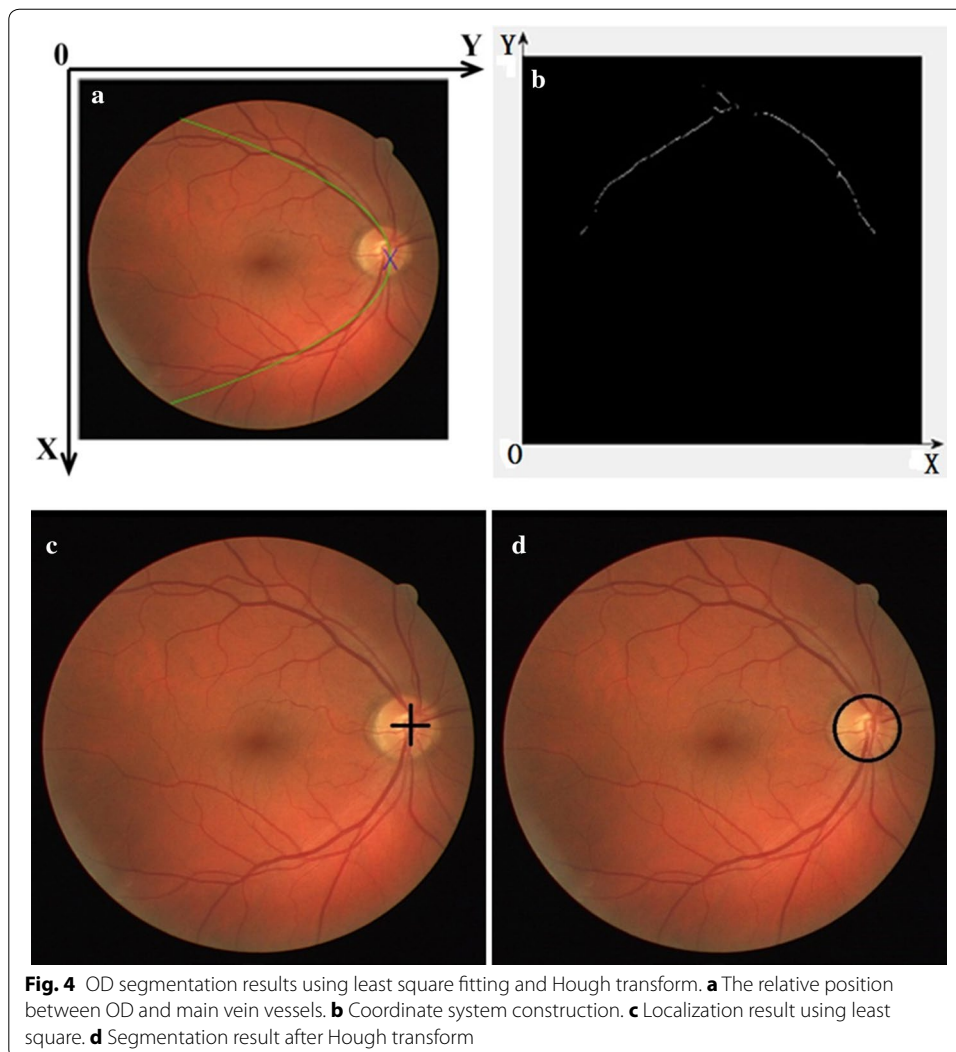 0
Y
a
X
Y
b
O
X
c
d
Fig. 4 OD segmentation results using least square fitting and Hough transform. a The relative position
between OD and main vein vessels. b Coordinate system construction. c Localization result using least
square. d Segmentation result after Hough transform